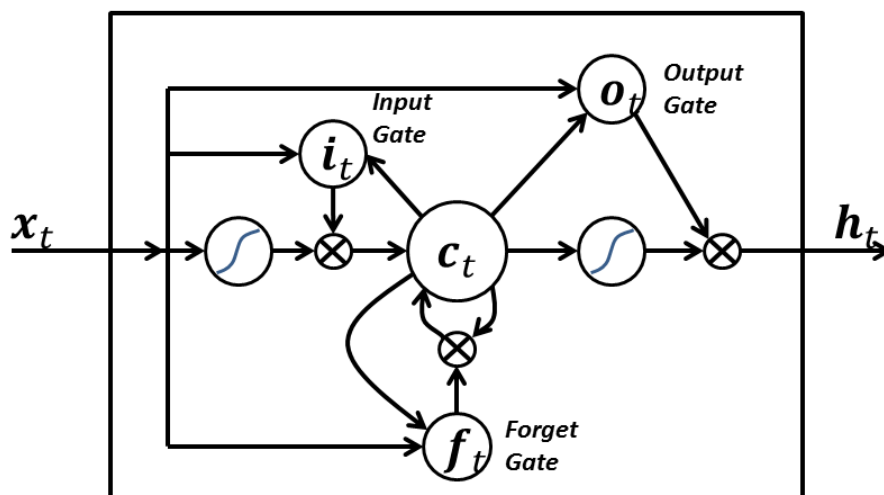 Output
Gate
o_t
Input
Gate
i_t
x_t
h_t
c_t
f_t
Forget
Gate